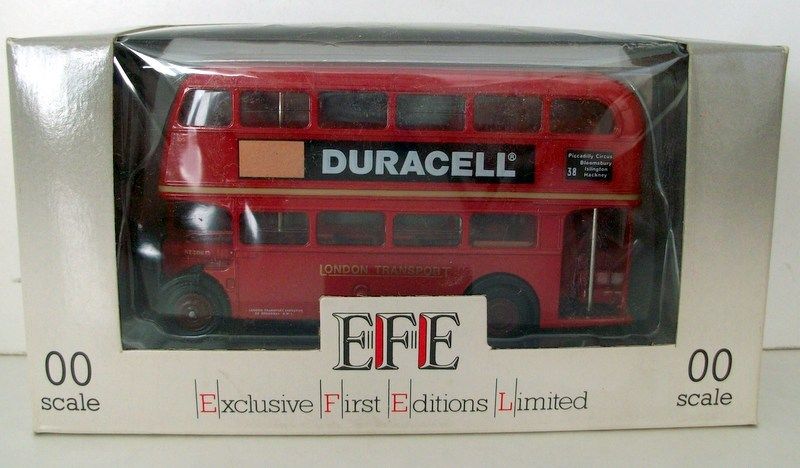 DURACELL®
Piccadilly Circus
Bloomsbury
Islington
38 Hackney
LONDON TRANSPORT
EFE
00 scale
Exclusive First Editions Limited
00 scale